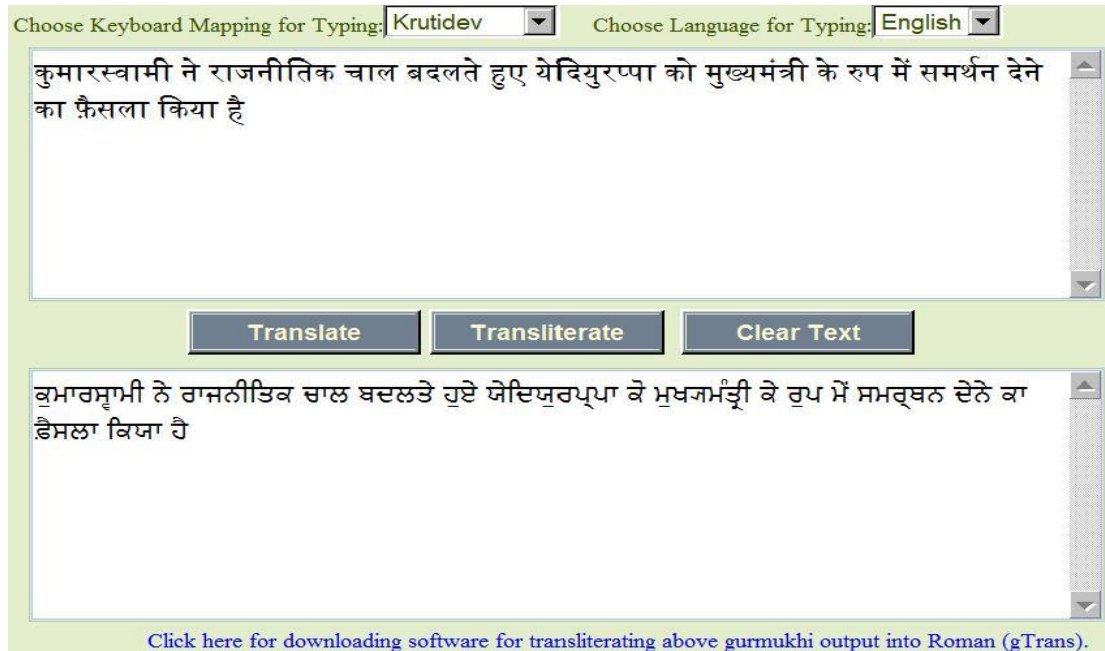 Choose Keyboard Mapping for Typing: Krutidev Choose Language for Typing: English
कुमारस्वामी ने राजनीतिक चाल बदलते हुए येदियुरप्पा को मुख्यमंत्री के रुप में समर्थन देने
का फ़ैसला किया है
Translate Transliterate Clear Text
ਕੁਮਾਰਸ੍ਵਾਮੀ ਨੇ ਰਾਜਨੀਤਿਕ ਚਾਲ ਬਦਲਤੇ ਹੁਏ ਯੇਦਿਯੁਰਪ੍ਪਾ ਕੋ ਮੁਖ੍ਯਮੰਤ੍ਰੀ ਕੇ ਰੁਪ ਮੇਂ ਸਮਰ੍ਥਨ ਦੇਨੇ ਕਾ
ਫ਼ੈਸਲਾ ਕਿਯਾ ਹੈ
Click here for downloading software for transliterating above gurmukhi output into Roman (gTrans).